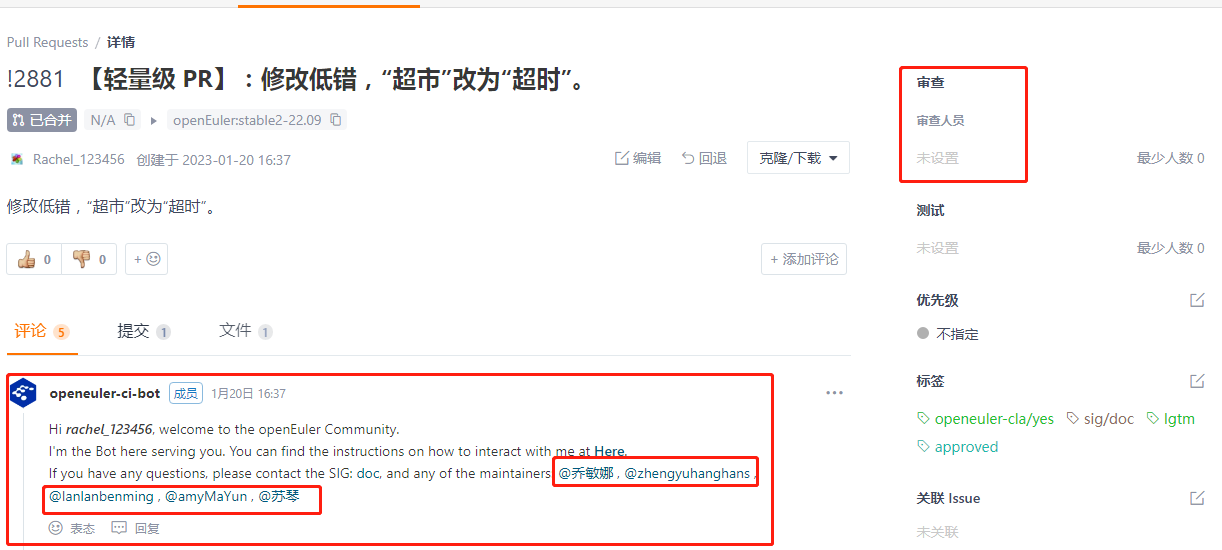 Pull Requests / 详情
!2881 【轻量级 PR】：修改低错，“超市”改为“超时”。
已合并 N/A openEuler:stable2-22.09
Rachel_123456 创建于 2023-01-20 16:37 编辑 回退 克隆/下载
修改低错，“超市”改为“超时”。
0 0 + + 添加评论
评论 5 提交 1 文件 1
openeuler-ci-bot 成员 1月20日 16:37
Hi rachel_123456, welcome to the openEuler Community.
I'm the Bot here serving you. You can find the instructions on how to interact with me at Here.
If you have any questions, please contact the SIG: doc, and any of the maintainers @乔敏娜 , @zhengyuhanghans ,
@lanlanbenming , @amyMaYun , @苏琴
表态 回复
审查
审查人员
未设置 最少人数 0
测试
未设置 最少人数 0
优先级
不指定
标签
openeuler-cla/yes sig/doc lgtm
approved
关联 Issue
未关联